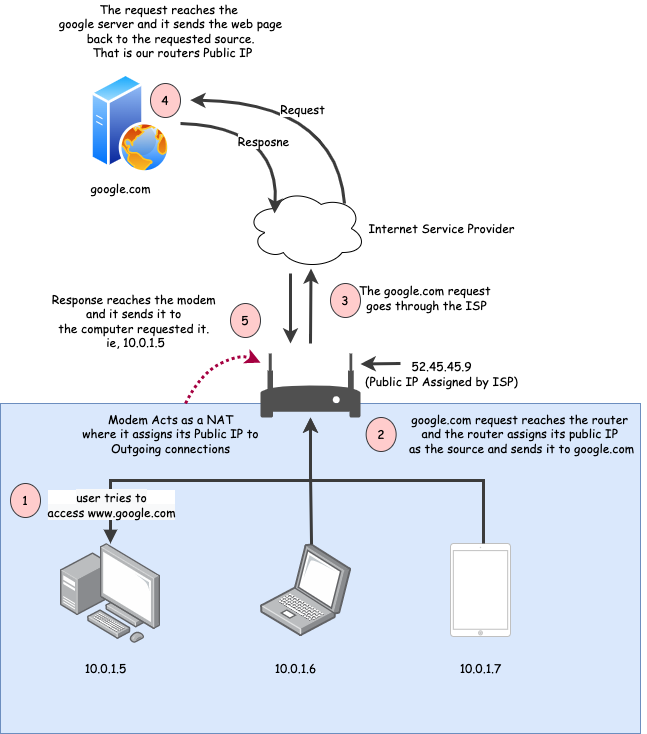 The request reaches the
google server and it sends the web page
back to the requested source.
That is our routers Public IP
4
Request
Resposne
google.com
Internet Service Provider
Response reaches the modem
and it sends it to
the computer requested it.
ie, 10.0.1.5
5
3
The google.com request
goes through the ISP
52.45.45.9
(Public IP Assigned by ISP)
Modem Acts as a NAT
where it assigns its Public IP to
Outgoing connections
2
google.com request reaches the router
and the router assigns its public IP
as the source and sends it to google.com
1
user tries to
access www.google.com
10.0.1.5
10.0.1.6
10.0.1.7